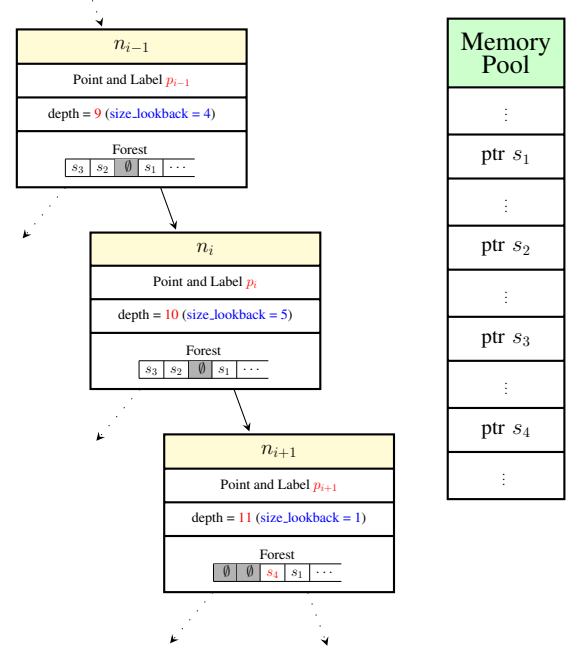 n_{i−1}
Point and Label p_{i−1}
depth = 9 (size_lookback = 4)
Forest
s_3 s_2 ∅ s_1 ⋯
n_i
Point and Label p_i
depth = 10 (size_lookback = 5)
Forest
s_3 s_2 ∅ s_1 ⋯
n_{i+1}
Point and Label p_{i+1}
depth = 11 (size_lookback = 1)
Forest
∅ ∅ s_4 s_1 ⋯
Memory
Pool
⋮
ptr s_1
⋮
ptr s_2
⋮
ptr s_3
⋮
ptr s_4
⋮